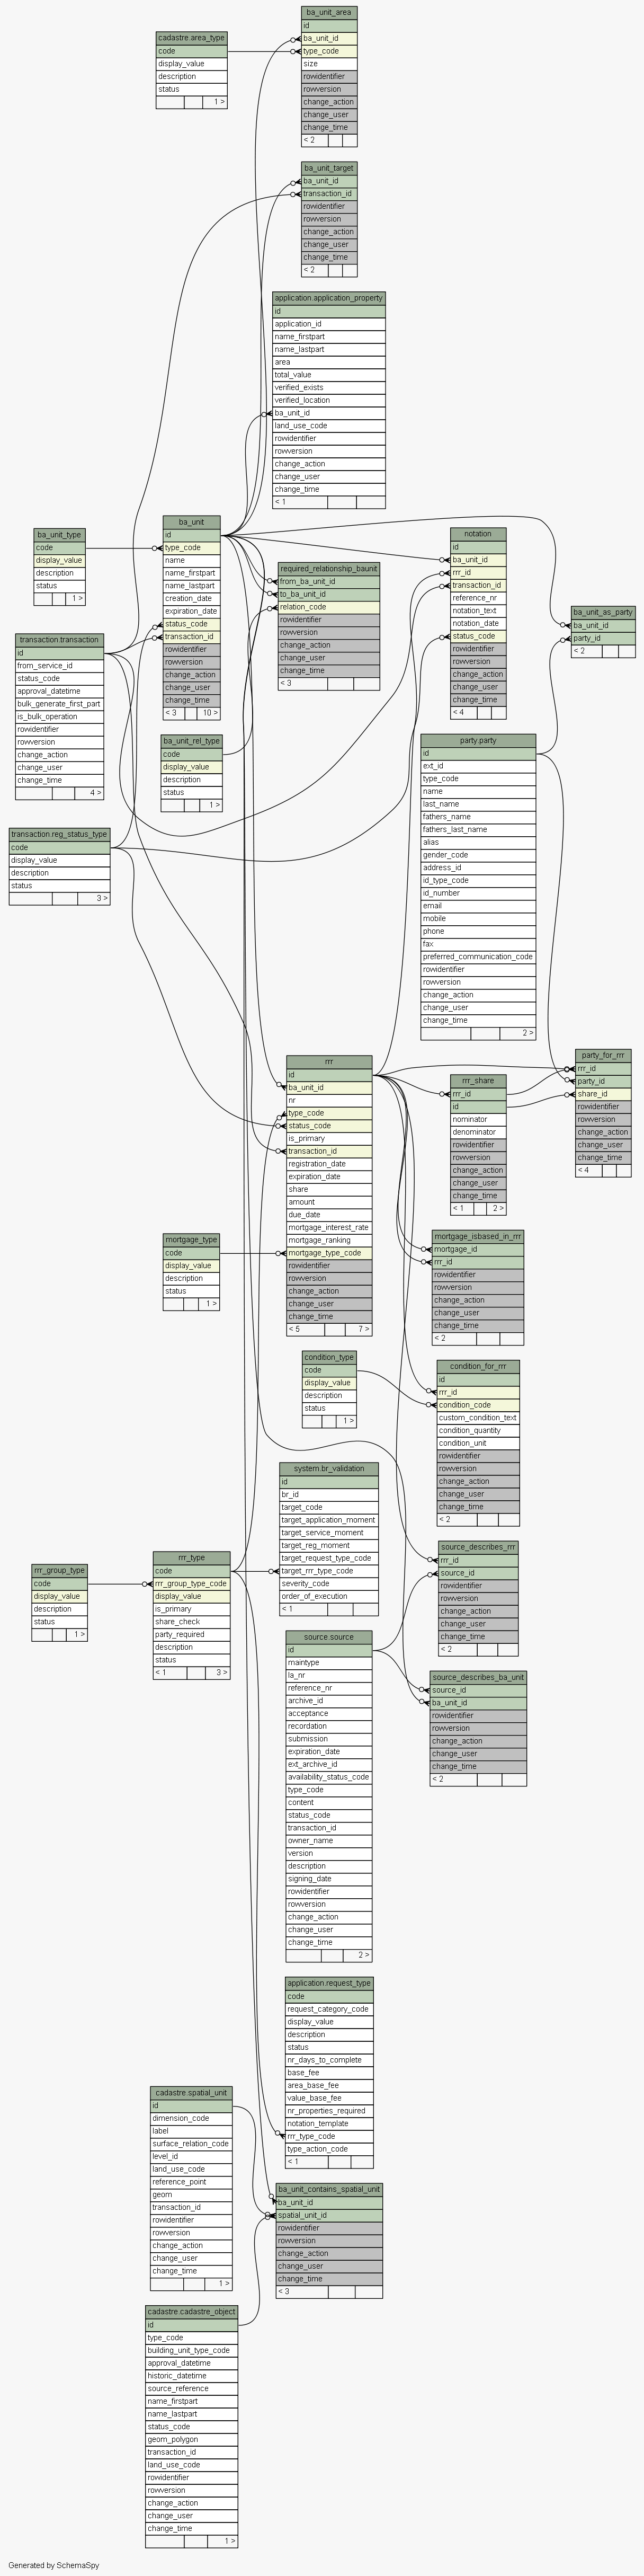 ba_unit_area
id
ba_unit_id
type_code
size
rowidentifier
rowversion
change_action
change_user
change_time
< 2
cadastre.area_type
code
display_value
description
status
1 >
ba_unit_target
ba_unit_id
transaction_id
rowidentifier
rowversion
change_action
change_user
change_time
< 2
application.application_property
id
application_id
name_firstpart
name_lastpart
area
total_value
verified_exists
verified_location
ba_unit_id
land_use_code
rowidentifier
rowversion
change_action
change_user
change_time
< 1
ba_unit
id
type_code
name
name_firstpart
name_lastpart
creation_date
expiration_date
status_code
transaction_id
rowidentifier
rowversion
change_action
change_user
change_time
< 3 10 >
ba_unit_type
code
display_value
description
status
1 >
notation
id
ba_unit_id
rrr_id
transaction_id
reference_nr
notation_text
notation_date
status_code
rowidentifier
rowversion
change_action
change_user
change_time
< 4
required_relationship_baunit
from_ba_unit_id
to_ba_unit_id
relation_code
rowidentifier
rowversion
change_action
change_user
change_time
< 3
ba_unit_as_party
ba_unit_id
party_id
< 2
transaction.transaction
id
from_service_id
status_code
approval_datetime
bulk_generate_first_part
is_bulk_operation
rowidentifier
rowversion
change_action
change_user
change_time
4 >
ba_unit_rel_type
code
display_value
description
status
1 >
party.party
id
ext_id
type_code
name
last_name
fathers_name
fathers_last_name
alias
gender_code
address_id
id_type_code
id_number
email
mobile
phone
fax
preferred_communication_code
rowidentifier
rowversion
change_action
change_user
change_time
2 >
transaction.reg_status_type
code
display_value
description
status
3 >
rrr
id
ba_unit_id
nr
type_code
status_code
is_primary
transaction_id
registration_date
expiration_date
share
amount
due_date
mortgage_interest_rate
mortgage_ranking
mortgage_type_code
rowidentifier
rowversion
change_action
change_user
change_time
< 5 7 >
party_for_rrr
rrr_id
party_id
share_id
rowidentifier
rowversion
change_action
change_user
change_time
< 4
rrr_share
rrr_id
id
nominator
denominator
rowidentifier
rowversion
change_action
change_user
change_time
< 1 2 >
mortgage_type
code
display_value
description
status
1 >
mortgage_isbased_in_rrr
mortgage_id
rrr_id
rowidentifier
rowversion
change_action
change_user
change_time
< 2
condition_type
code
display_value
description
status
1 >
condition_for_rrr
id
rrr_id
condition_code
custom_condition_text
condition_quantity
condition_unit
rowidentifier
rowversion
change_action
change_user
change_time
< 2
system.br_validation
id
br_id
target_code
target_application_moment
target_service_moment
target_reg_moment
target_request_type_code
target_rrr_type_code
severity_code
order_of_execution
< 1
source_describes_rrr
rrr_id
source_id
rowidentifier
rowversion
change_action
change_user
change_time
< 2
rrr_type
code
rrr_group_type_code
display_value
is_primary
share_check
party_required
description
status
< 1 3 >
rrr_group_type
code
display_value
description
status
1 >
source.source
id
maintype
la_nr
reference_nr
archive_id
acceptance
recordation
submission
expiration_date
ext_archive_id
availability_status_code
type_code
content
status_code
transaction_id
owner_name
version
description
signing_date
rowidentifier
rowversion
change_action
change_user
change_time
2 >
source_describes_ba_unit
source_id
ba_unit_id
rowidentifier
rowversion
change_action
change_user
change_time
< 2
application.request_type
code
request_category_code
display_value
description
status
nr_days_to_complete
base_fee
area_base_fee
value_base_fee
nr_properties_required
notation_template
rrr_type_code
type_action_code
< 1
cadastre.spatial_unit
id
dimension_code
label
surface_relation_code
level_id
land_use_code
reference_point
geom
transaction_id
rowidentifier
rowversion
change_action
change_user
change_time
1 >
ba_unit_contains_spatial_unit
ba_unit_id
spatial_unit_id
rowidentifier
rowversion
change_action
change_user
change_time
< 3
cadastre.cadastre_object
id
type_code
building_unit_type_code
approval_datetime
historic_datetime
source_reference
name_firstpart
name_lastpart
status_code
geom_polygon
transaction_id
land_use_code
rowidentifier
rowversion
change_action
change_user
change_time
1 >
Generated by SchemaSpy